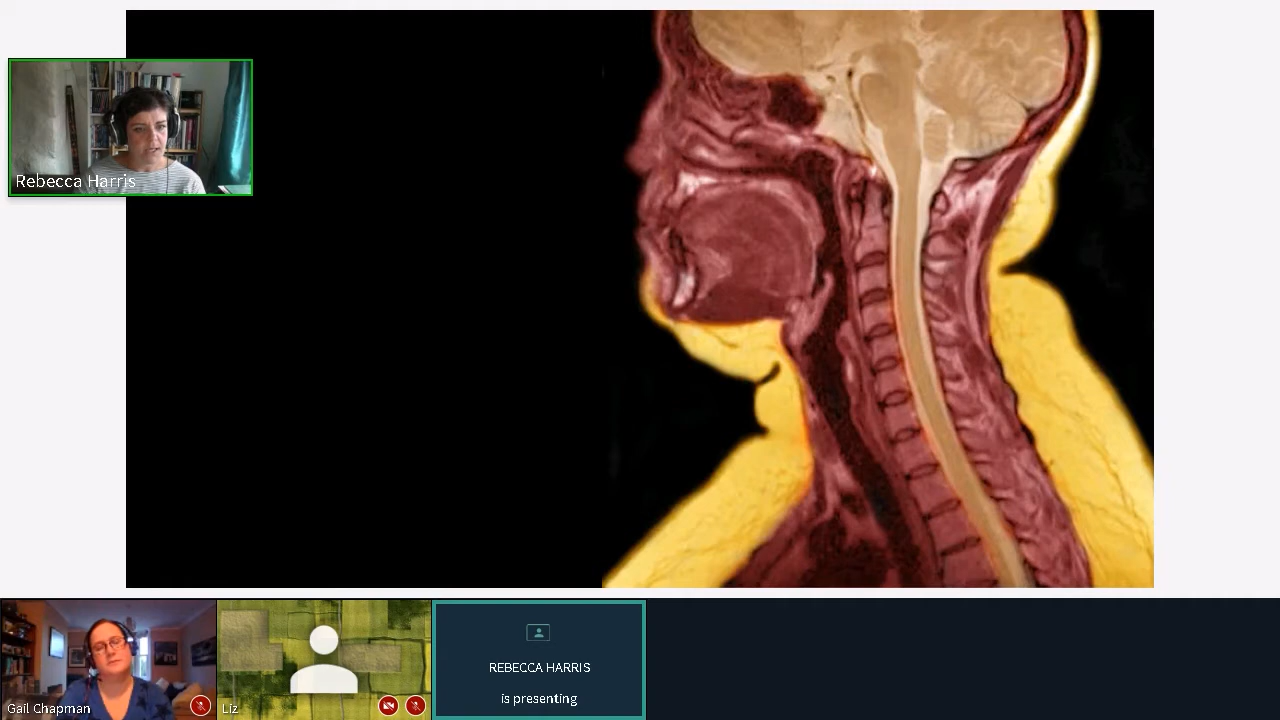 Rebecca Harris
Gail Chapman
Liz
REBECCA HARRIS
is presenting